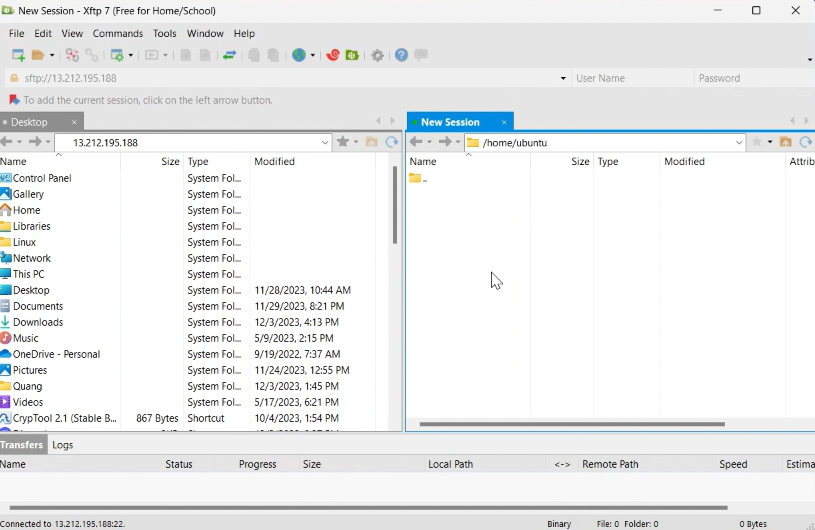 New Session - Xftp 7 (Free for Home/School)
File Edit View Commands Tools Window Help
sftp://13.212.195.188 User Name Password
To add the current session, click on the left arrow button.
Desktop × New Session ×
13.212.195.188 /home/ubuntu
Name Size Type Modified Name Size Type Modified Attrib
Control Panel System Fol... ..
Gallery System Fol...
Home System Fol...
Libraries System Fol...
Linux System Fol...
Network System Fol...
This PC System Fol...
Desktop System Fol... 11/28/2023, 10:44 AM
Documents System Fol... 11/29/2023, 8:21 PM
Downloads System Fol... 12/3/2023, 4:13 PM
Music System Fol... 5/9/2023, 2:15 PM
OneDrive - Personal System Fol... 9/19/2022, 7:37 AM
Pictures System Fol... 11/24/2023, 12:55 PM
Quang System Fol... 12/3/2023, 1:45 PM
Videos System Fol... 5/17/2023, 6:21 PM
CrypTool 2.1 (Stable B... 867 Bytes Shortcut 10/4/2023, 1:54 PM
Transfers Logs
Name Status Progress Size Local Path <-> Remote Path Speed Estima
Connected to 13.212.195.188:22. Binary File: 0 Folder: 0 0 Bytes